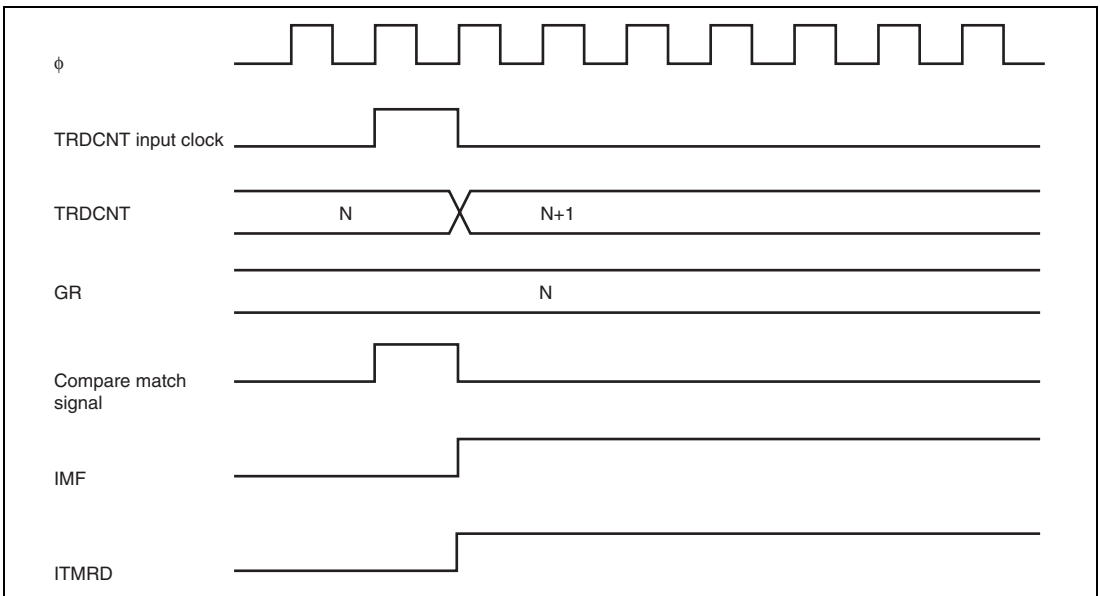 ϕ
TRDCNT input clock
TRDCNT
N
N+1
GR
N
Compare match
signal
IMF
ITMRD